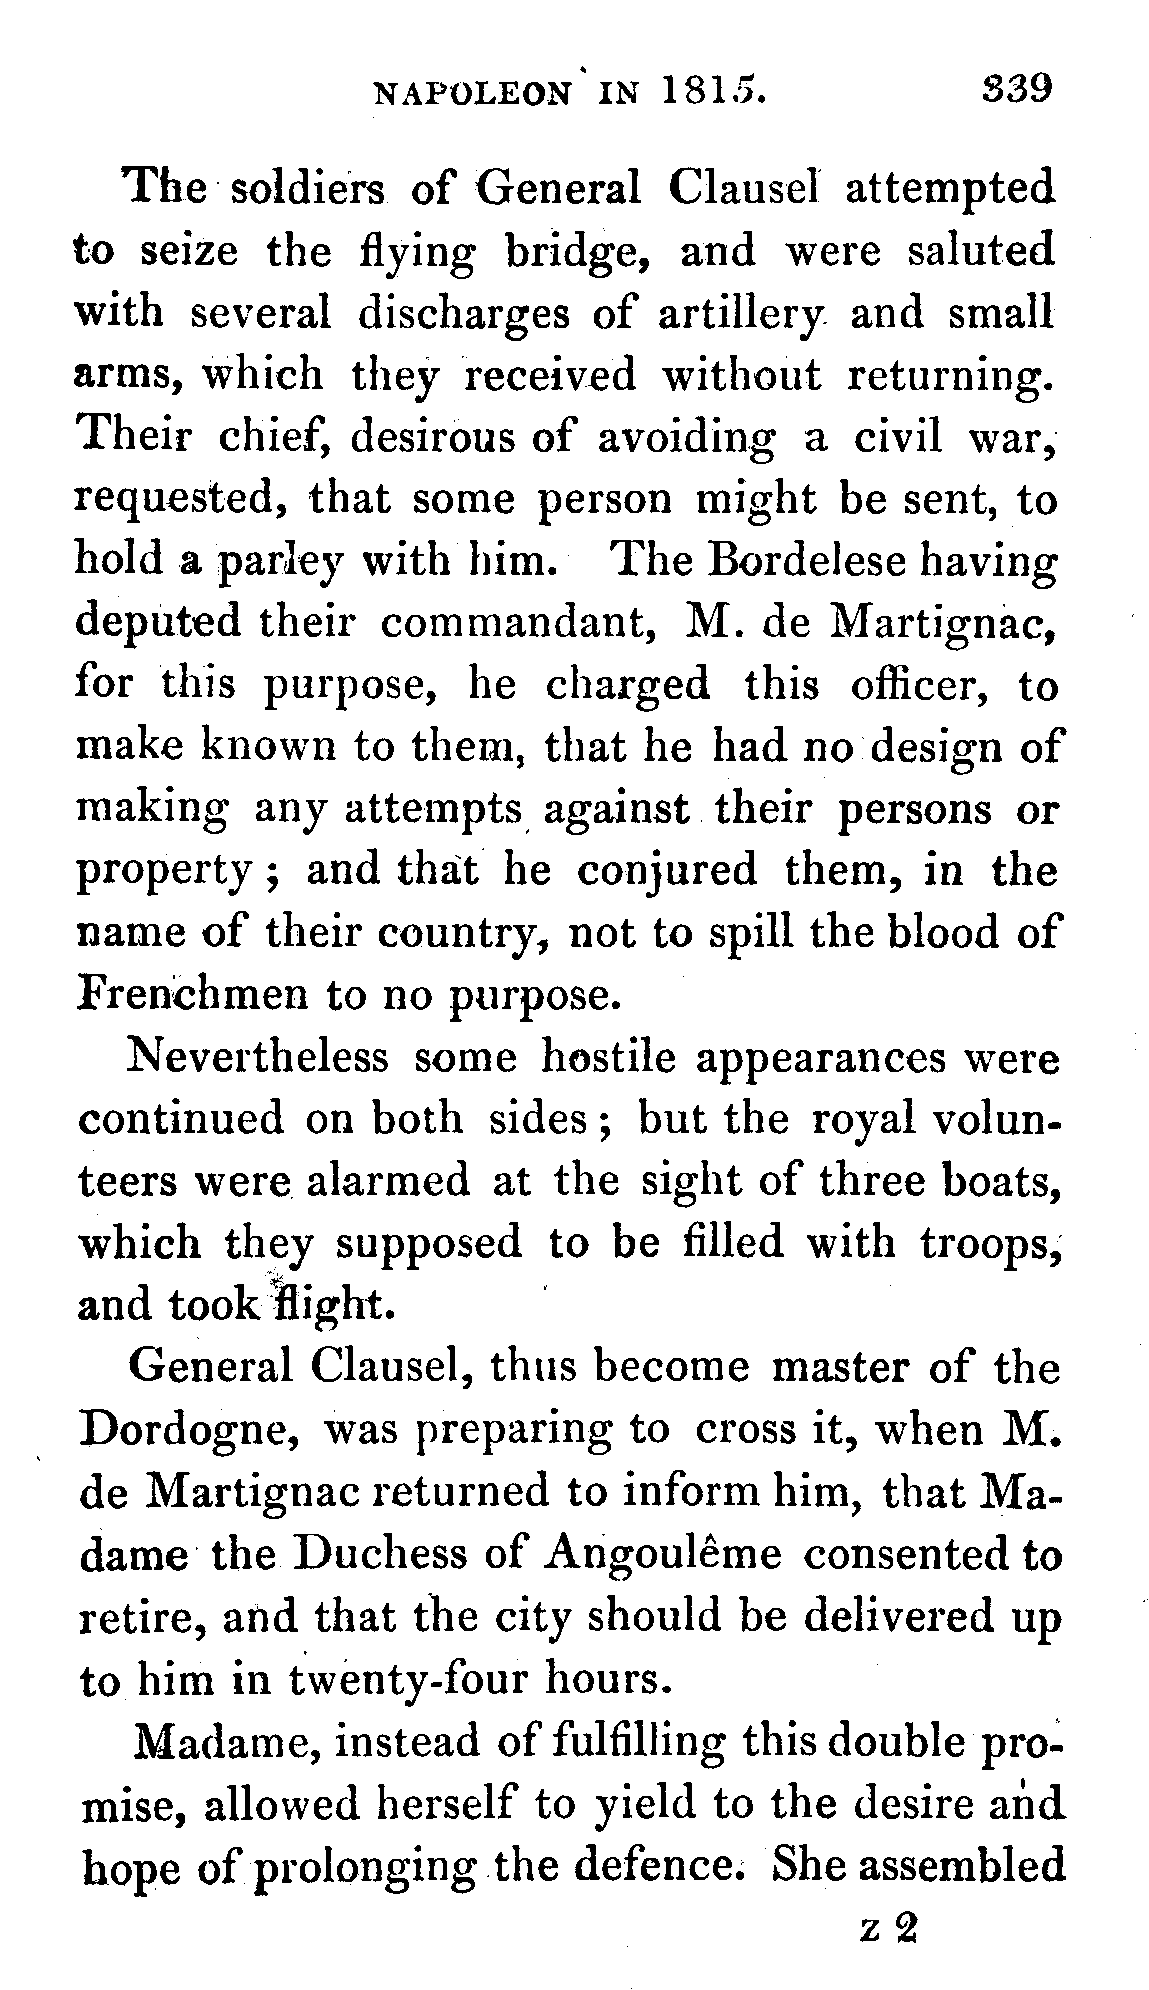 NAPOLEON IN 1815. 339
The soldiers of General Clausel attempted
to seize the flying bridge, and were saluted
with several discharges of artillery and small
arms, which they received without returning.
Their chief, desirous of avoiding a civil war,
requested, that some person might be sent, to
hold a parley with him. The Bordelese having
deputed their commandant, M. de Martignac,
for this purpose, he charged this officer, to
make known to them, that he had no design of
making any attempts against their persons or
property ; and that he conjured them, in the
name of their country, not to spill the blood of
Frenchmen to no purpose.
Nevertheless some hostile appearances were
continued on both sides ; but the royal volun-
teers were alarmed at the sight of three boats,
which they supposed to be filled with troops,
and took flight.
General Clausel, thus become master of the
Dordogne, was preparing to cross it, when M.
de Martignac returned to inform him, that Ma-
dame the Duchess of Angoulême consented to
retire, and that the city should be delivered up
to him in twenty-four hours.
Madame, instead of fulfilling this double pro-
mise, allowed herself to yield to the desire and
hope of prolonging the defence. She assembled
z 2